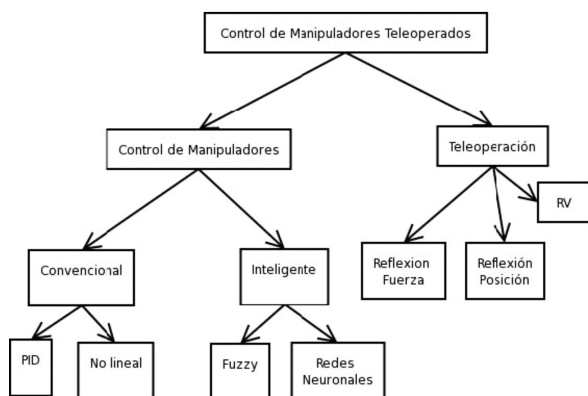 Control de Manipuladores Teleoperados
Control de Manipuladores
Teleoperación
RV
Convencional
Inteligente
Reflexion
Fuerza
Reflexión
Posición
PID
No lineal
Fuzzy
Redes
Neuronales